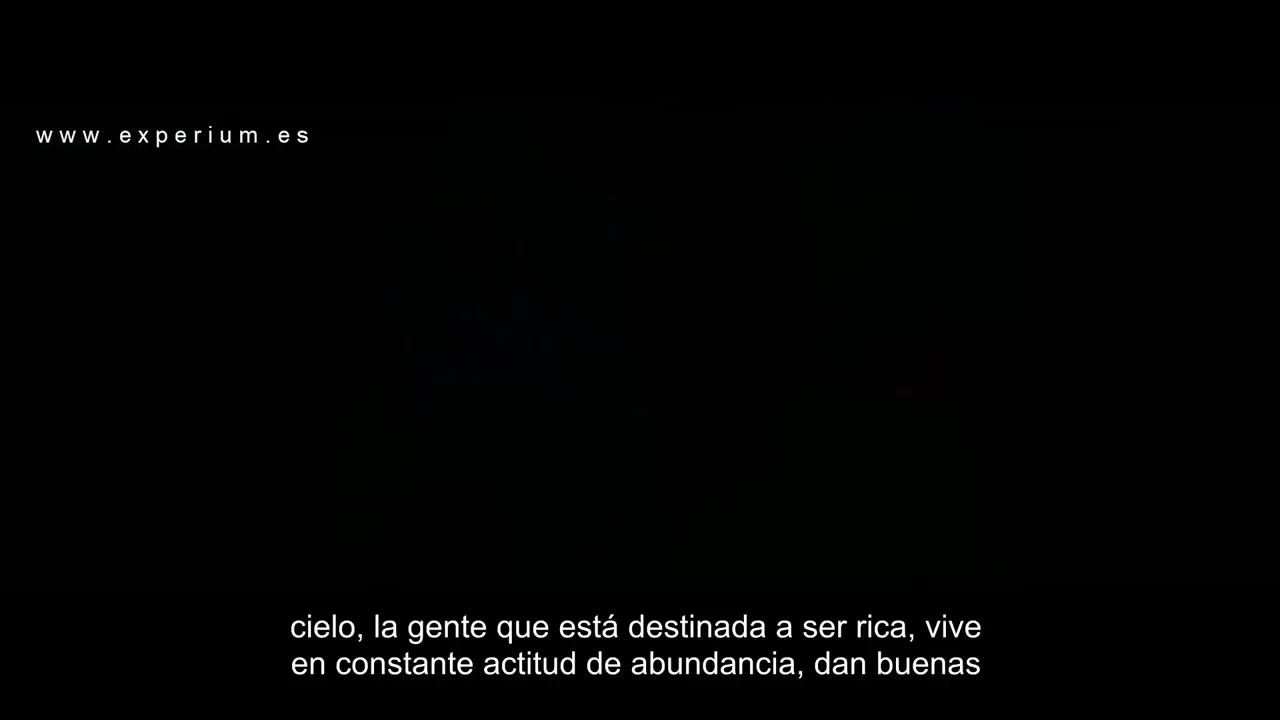 www.experium.es
cielo, la gente que está destinada a ser rica, vive
en constante actitud de abundancia, dan buenas